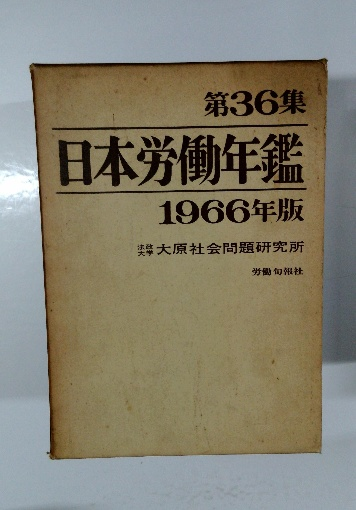 第36集
日本労働年鑑
1966年版
法政大学 大原社会問題研究所
労働旬報社